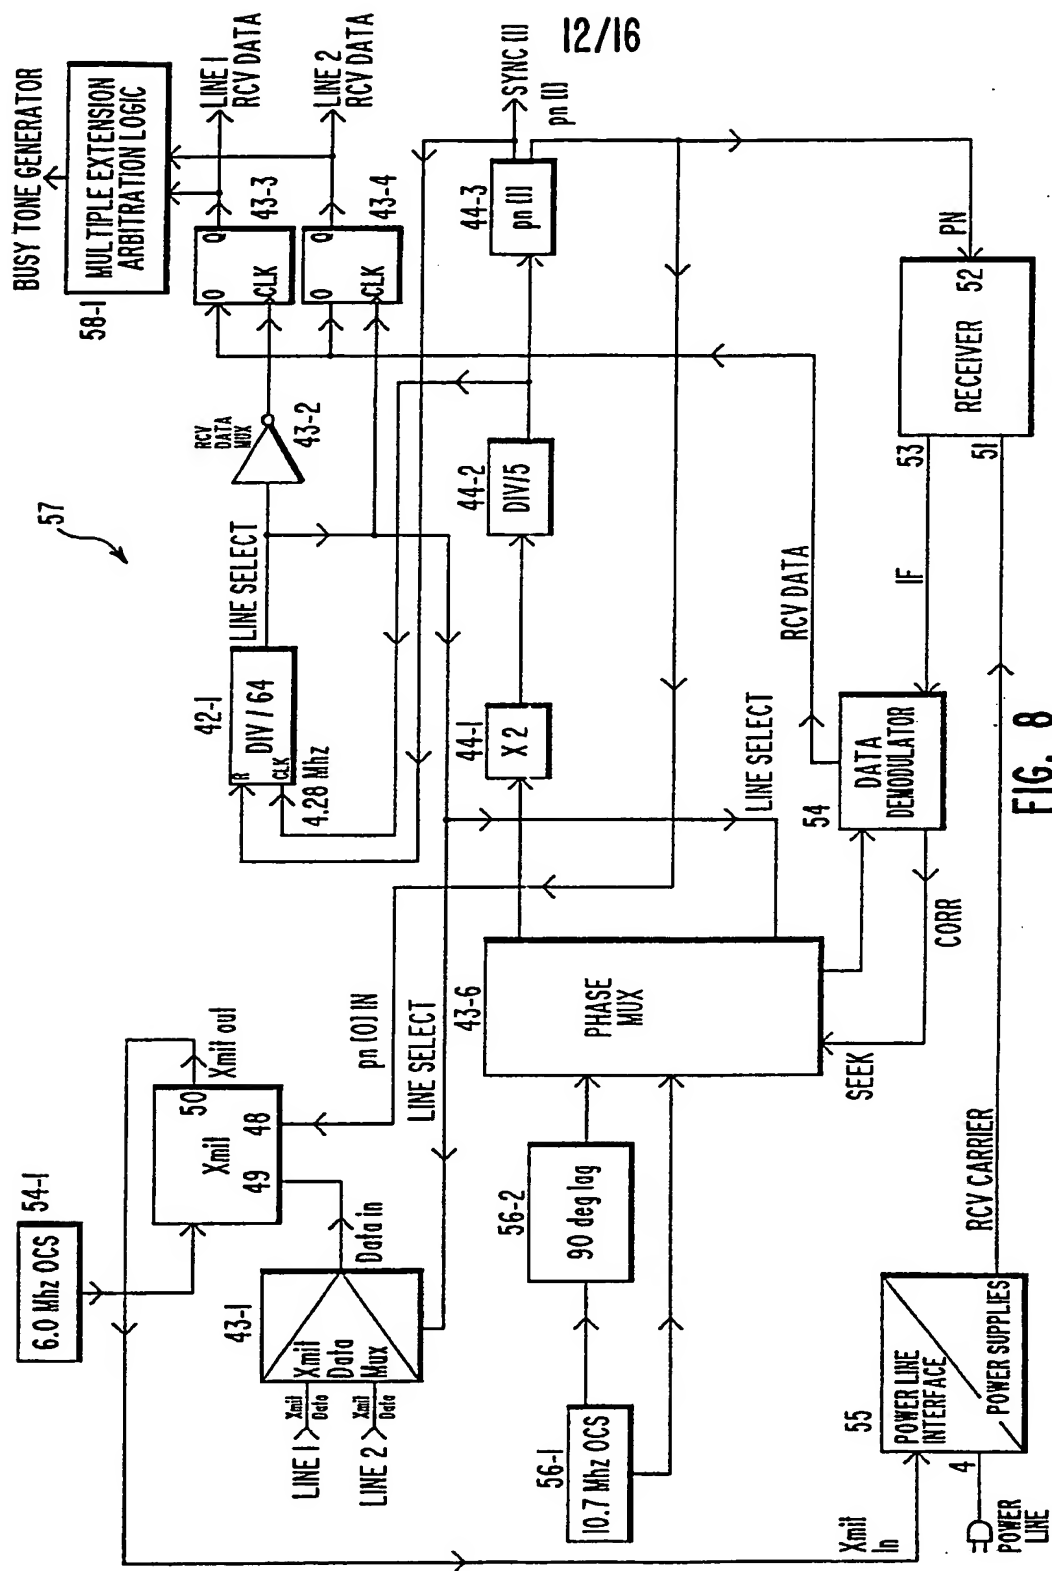 12/16
BUSY TONE GENERATOR
MULTIPLE EXTENSION
ARBITRATION LOGIC
58-1
LINE 1
RCV DATA
LINE 2
RCV DATA
43-3
Q
D
CLK
43-4
Q
D
CLK
RCV
DATA
MUX
43-2
57
LINE SELECT
42-1
DIV / 64
R
CLK
4.28 Mhz
SYNC [I]
pn [I]
44-3
pn [I]
44-2
DIV/5
44-1
X 2
PN
RECEIVER
52
53
51
IF
RCV DATA
DATA
DEMODULATOR
54
CORR
SEEK
LINE SELECT
PHASE
MUX
43-6
pn [O] IN
LINE SELECT
Xmit out
50
Xmit
48
49
54-1
6.0 Mhz OCS
Data in
43-1
Xmit
Data
Mux
Xmit
Data
LINE 1
Xmit
Data
LINE 2
56-2
90 deg lag
56-1
10.7 Mhz OCS
RCV CARRIER
55
POWER LINE
INTERFACE
POWER SUPPLIES
Xmit
In
4
POWER
LINE
FIG. 8